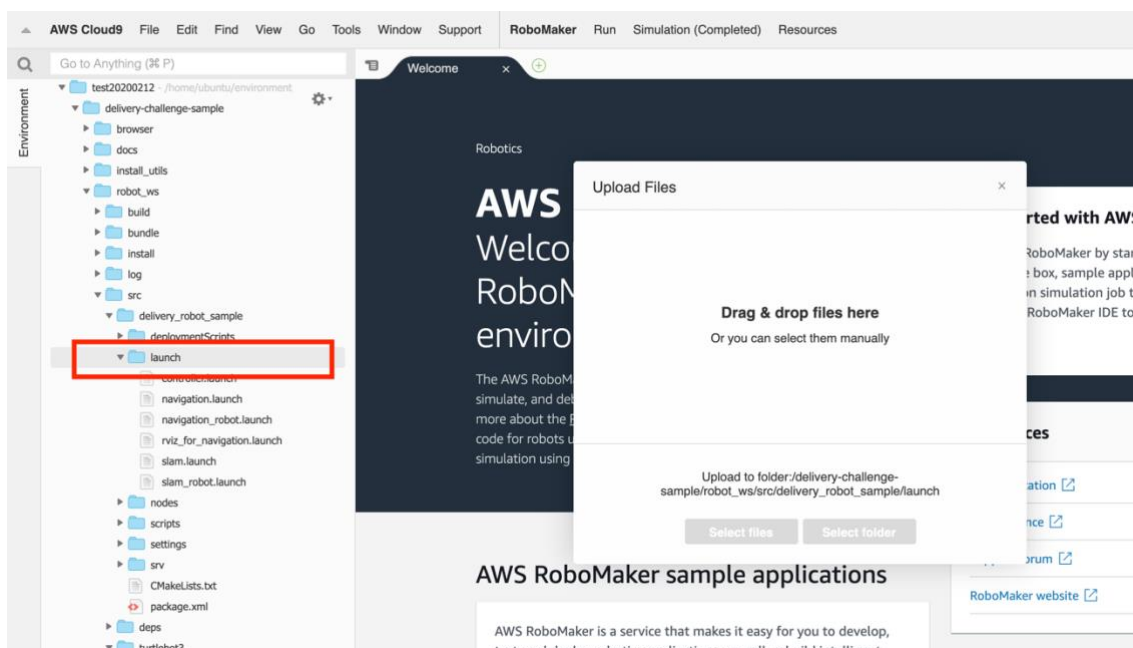 AWS Cloud9 File Edit Find View Go Tools Window Support RoboMaker Run Simulation (Completed) Resources
Go to Anything (⌘ P)
Welcome
Environment
test20200212 - /home/ubuntu/environment
delivery-challenge-sample
browser
docs
install_utils
robot_ws
build
bundle
install
log
src
delivery_robot_sample
deploymentScripts
launch
controller.launch
navigation.launch
navigation_robot.launch
rviz_for_navigation.launch
slam.launch
slam_robot.launch
nodes
scripts
settings
srv
CMakeLists.txt
package.xml
deps
turtlebot3
Robotics
AWS
Welco
RoboM
enviro
The AWS RoboM
simulate, and deb
more about the
code for robots u
simulation using
Upload Files
Drag & drop files here
Or you can select them manually
Upload to folder:/delivery-challenge-
sample/robot_ws/src/delivery_robot_sample/launch
Select files Select folder
rted with AWS
RoboMaker by star
box, sample appl
on simulation job t
RoboMaker IDE to
ces
ation
nce
orum
RoboMaker website
AWS RoboMaker sample applications
AWS RoboMaker is a service that makes it easy for you to develop,